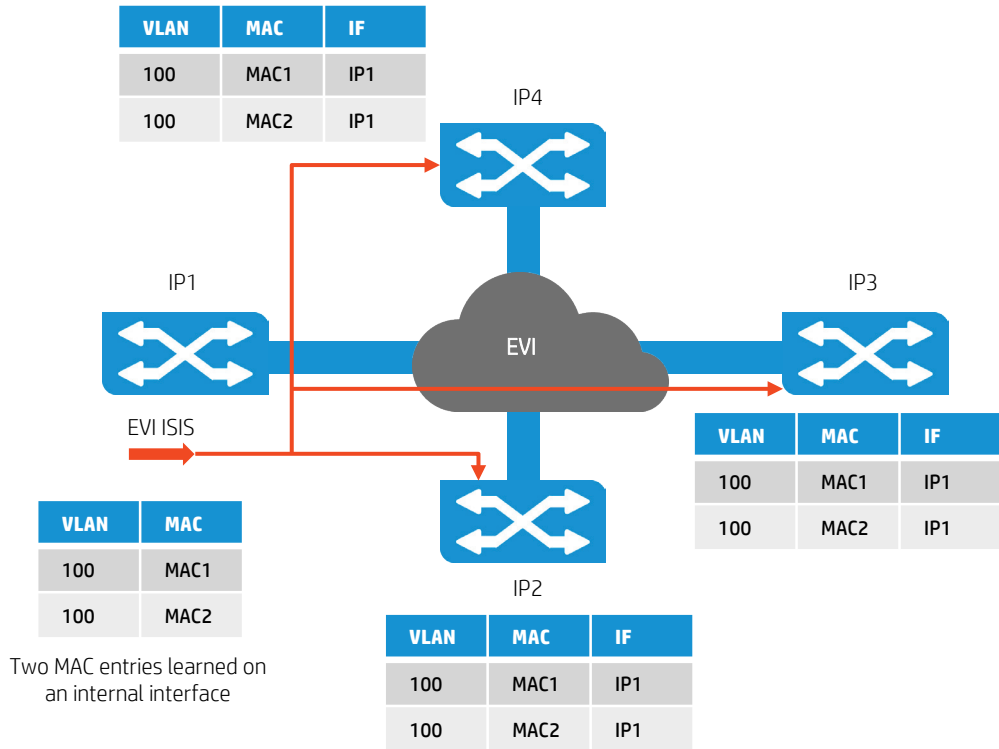 VLAN MAC IF
100 MAC1 IP1
100 MAC2 IP1
IP4
IP1
IP3
EVI
EVI ISIS
VLAN MAC
100 MAC1
100 MAC2
Two MAC entries learned on
an internal interface
VLAN MAC IF
100 MAC1 IP1
100 MAC2 IP1
IP2
VLAN MAC IF
100 MAC1 IP1
100 MAC2 IP1